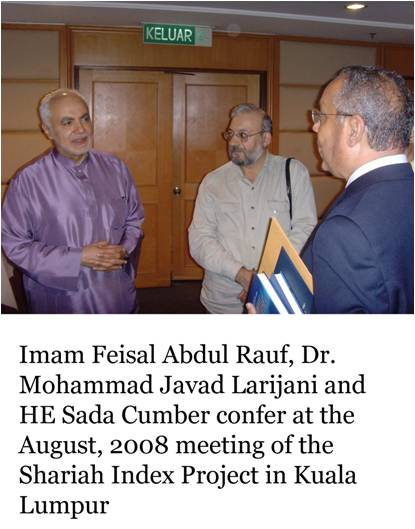 KELUAR
Imam Feisal Abdul Rauf, Dr.
Mohammad Javad Larijani and
HE Sada Cumber confer at the
August, 2008 meeting of the
Shariah Index Project in Kuala
Lumpur